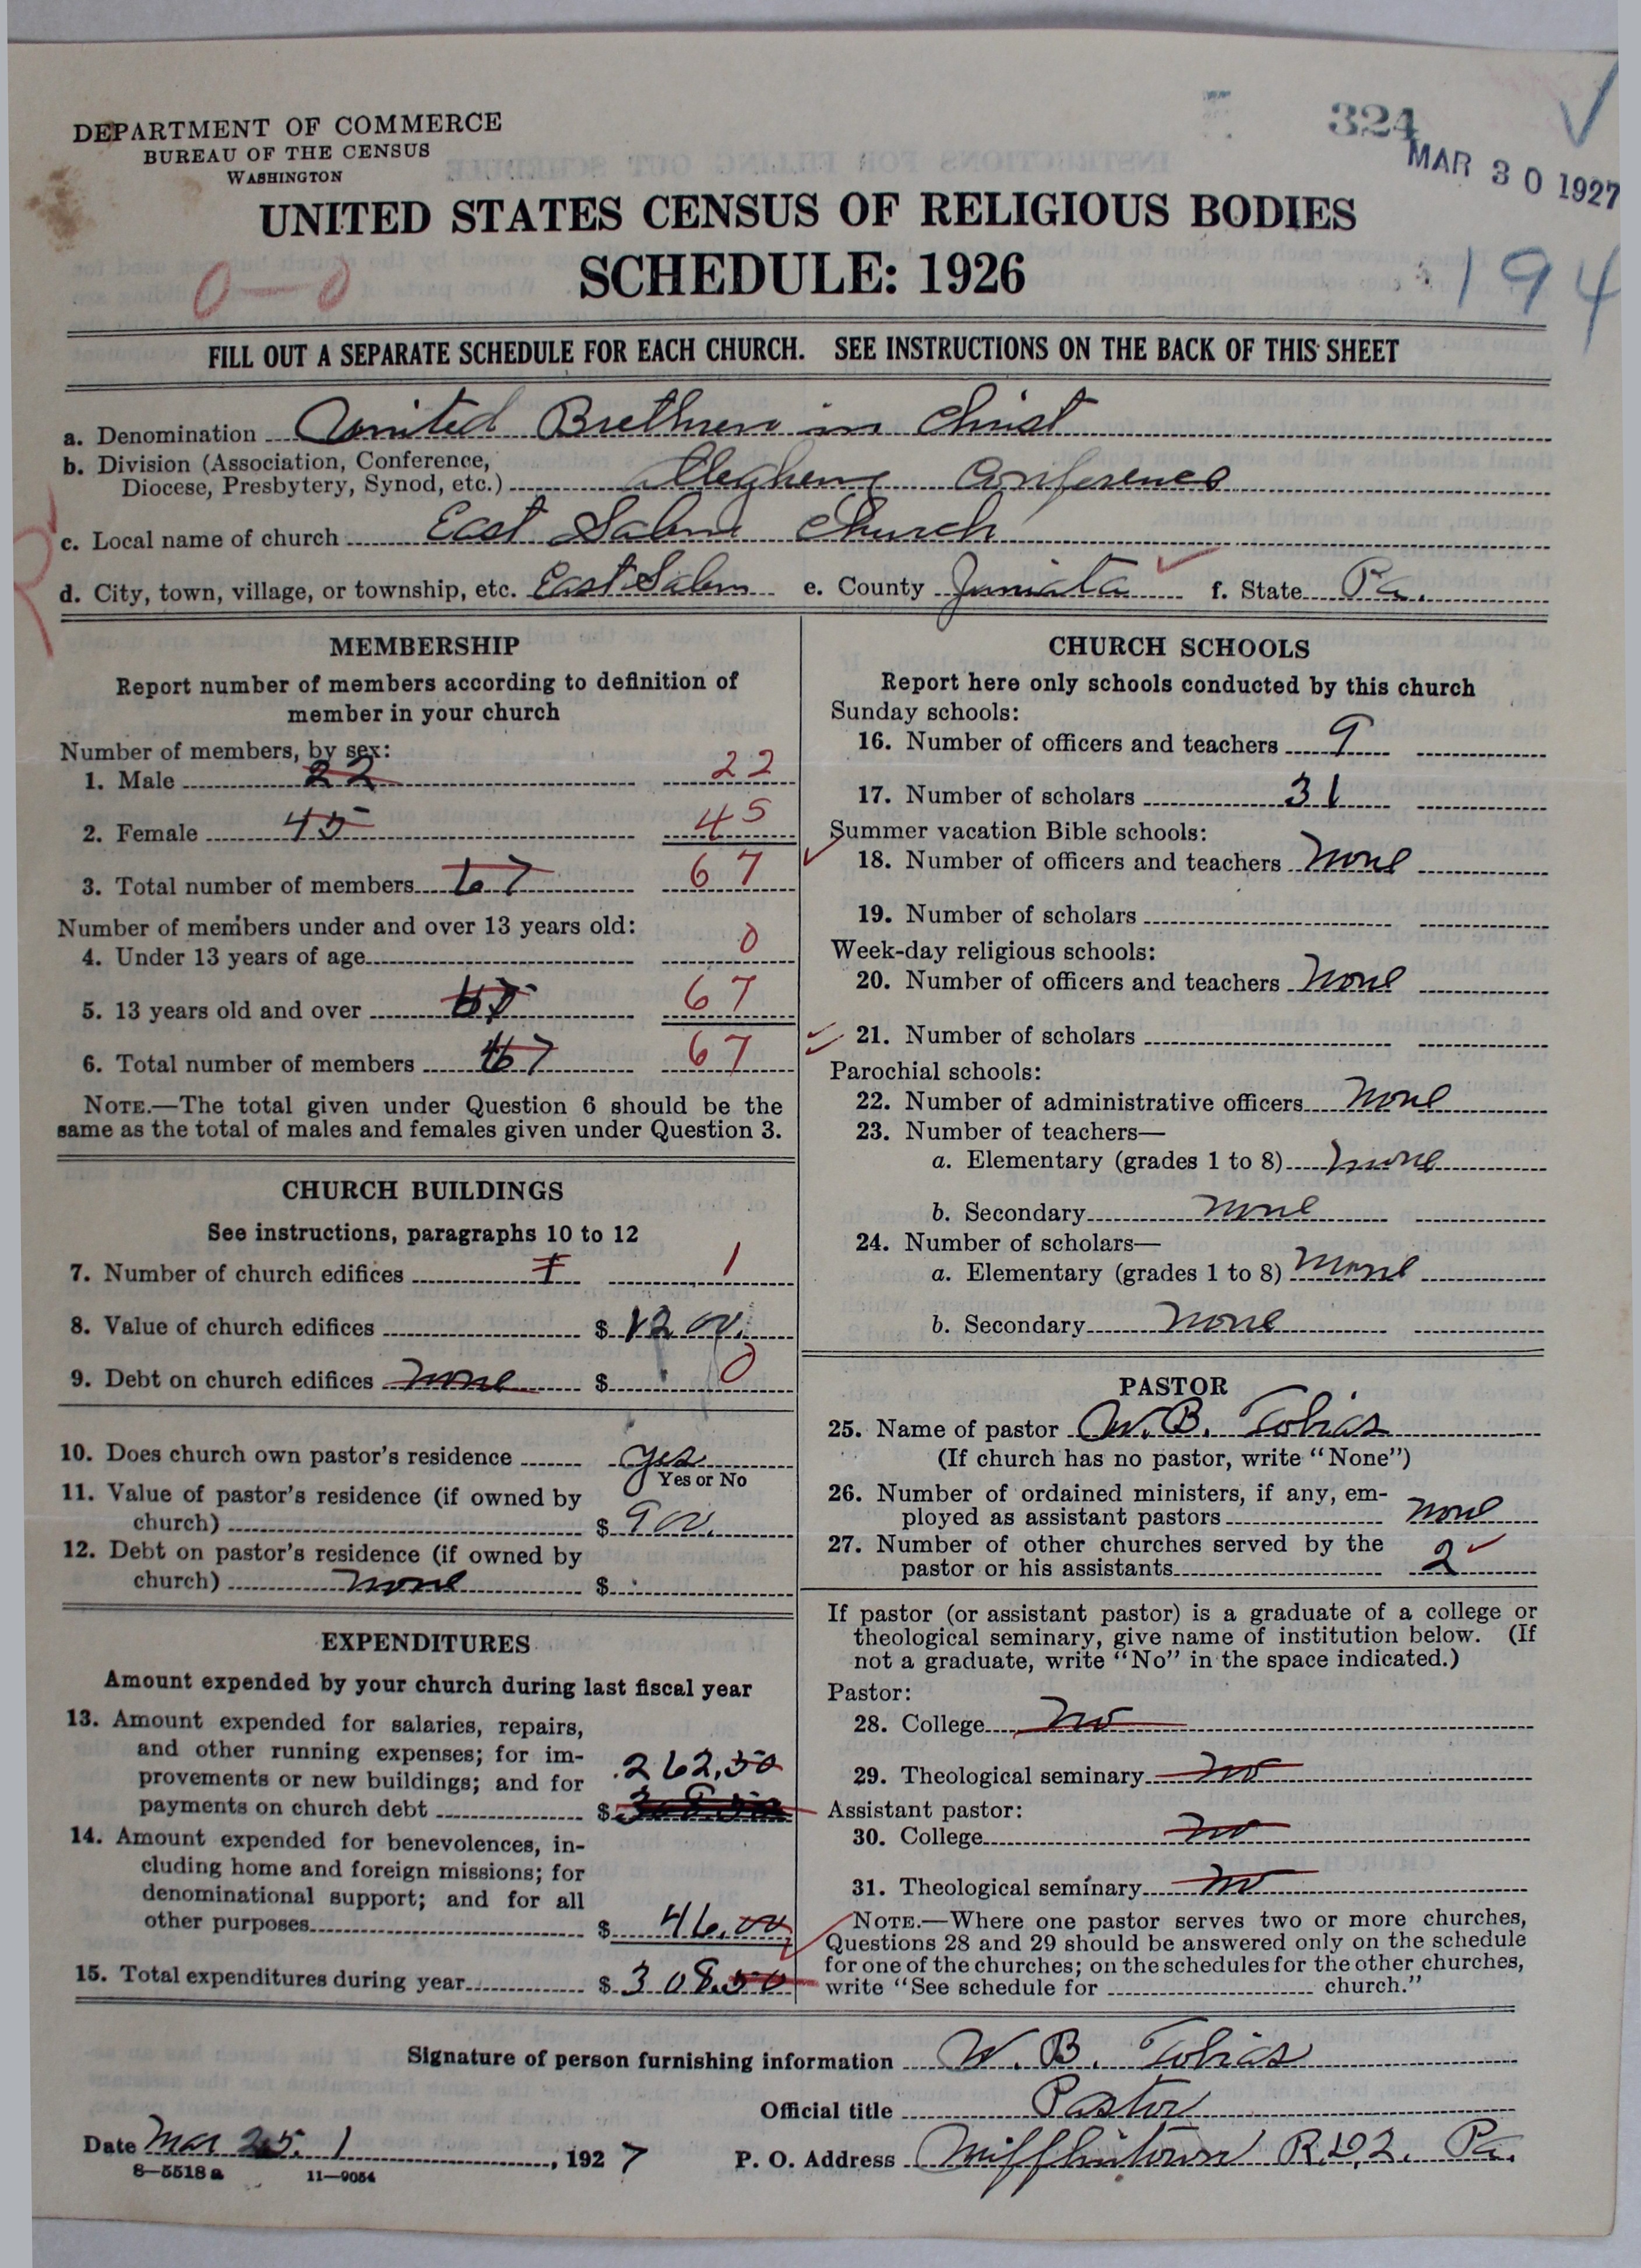 324
MAR 30 1927
DEPARTMENT OF COMMERCE
BUREAU OF THE CENSUS
WASHINGTON
UNITED STATES CENSUS OF RELIGIOUS BODIES
SCHEDULE: 1926
0—0
194
FILL OUT A SEPARATE SCHEDULE FOR EACH CHURCH. SEE INSTRUCTIONS ON THE BACK OF THIS SHEET
a. Denomination United Brethren in Christ
b. Division (Association, Conference,
Diocese, Presbytery, Synod, etc.) Allegheny Conference
c. Local name of church East Salem Church
d. City, town, village, or township, etc. East Salem e. County Juniata f. State Pa.
MEMBERSHIP
Report number of members according to definition of
member in your church
Number of members, by sex:
1. Male 22 22
2. Female 45 45
3. Total number of members 67 67
Number of members under and over 13 years old:
4. Under 13 years of age 0
5. 13 years old and over 67 67
6. Total number of members 67 67
NOTE.—The total given under Question 6 should be the
same as the total of males and females given under Question 3.
CHURCH BUILDINGS
See instructions, paragraphs 10 to 12
7. Number of church edifices 1 1
8. Value of church edifices $ 1200.
9. Debt on church edifices none $ 0
10. Does church own pastor's residence yes
Yes or No
11. Value of pastor's residence (if owned by
church) $ 900.
12. Debt on pastor's residence (if owned by
church) none $
EXPENDITURES
Amount expended by your church during last fiscal year
13. Amount expended for salaries, repairs,
and other running expenses; for im-
provements or new buildings; and for 262,50
payments on church debt $
14. Amount expended for benevolences, in-
cluding home and foreign missions; for
denominational support; and for all
other purposes $ 46.00
15. Total expenditures during year $ 308.50
CHURCH SCHOOLS
Report here only schools conducted by this church
Sunday schools:
16. Number of officers and teachers 9
17. Number of scholars 31
Summer vacation Bible schools:
18. Number of officers and teachers none
19. Number of scholars
Week-day religious schools:
20. Number of officers and teachers none
21. Number of scholars
Parochial schools:
22. Number of administrative officers none
23. Number of teachers—
a. Elementary (grades 1 to 8) none
b. Secondary none
24. Number of scholars—
a. Elementary (grades 1 to 8) none
b. Secondary none
PASTOR
25. Name of pastor W. B. Tobias
(If church has no pastor, write "None")
26. Number of ordained ministers, if any, em-
ployed as assistant pastors none
27. Number of other churches served by the
pastor or his assistants 2
If pastor (or assistant pastor) is a graduate of a college or
theological seminary, give name of institution below. (If
not a graduate, write "No" in the space indicated.)
Pastor:
28. College no
29. Theological seminary no
Assistant pastor:
30. College no
31. Theological seminary no
NOTE.—Where one pastor serves two or more churches,
Questions 28 and 29 should be answered only on the schedule
for one of the churches; on the schedules for the other churches,
write "See schedule for church."
Signature of person furnishing information W. B. Tobias
Official title Pastor
Date Mar 25. 1, 1927 P. O. Address Mifflintown R.D.2. Pa.
8—5518a 11—9054